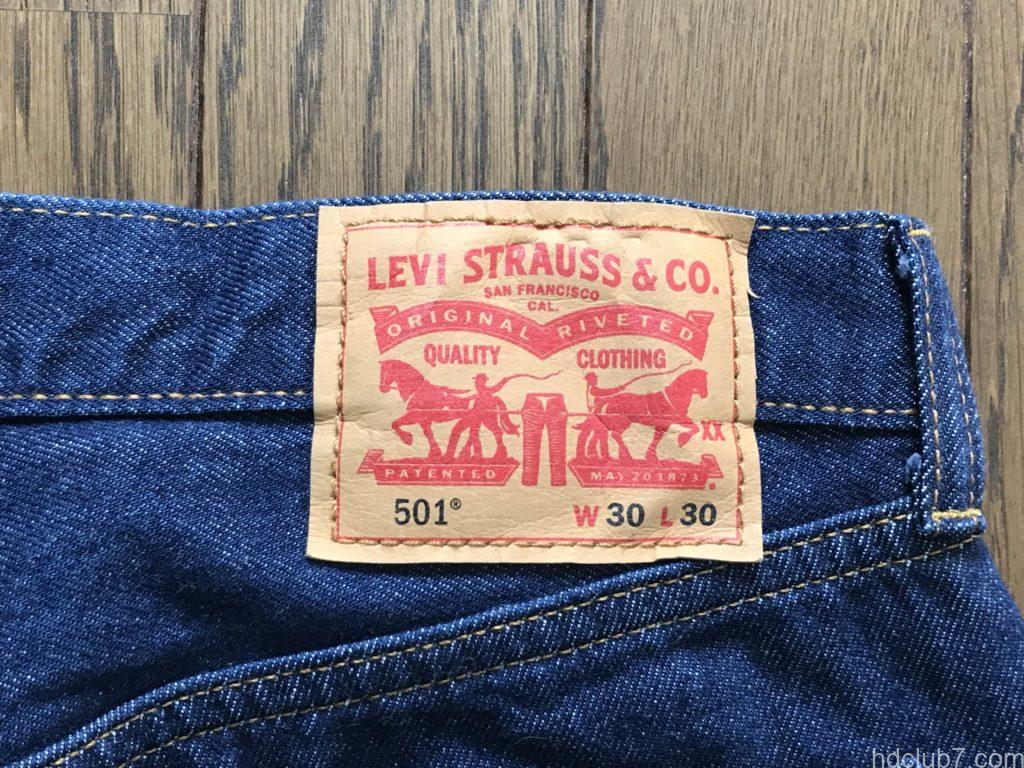 LEVI STRAUSS & CO.
SAN FRANCISCO
CAL.
ORIGINAL RIVETED
QUALITY CLOTHING
XX
PATENTED MAY 20 1873
501® W 30 L 30
hdclub7.com